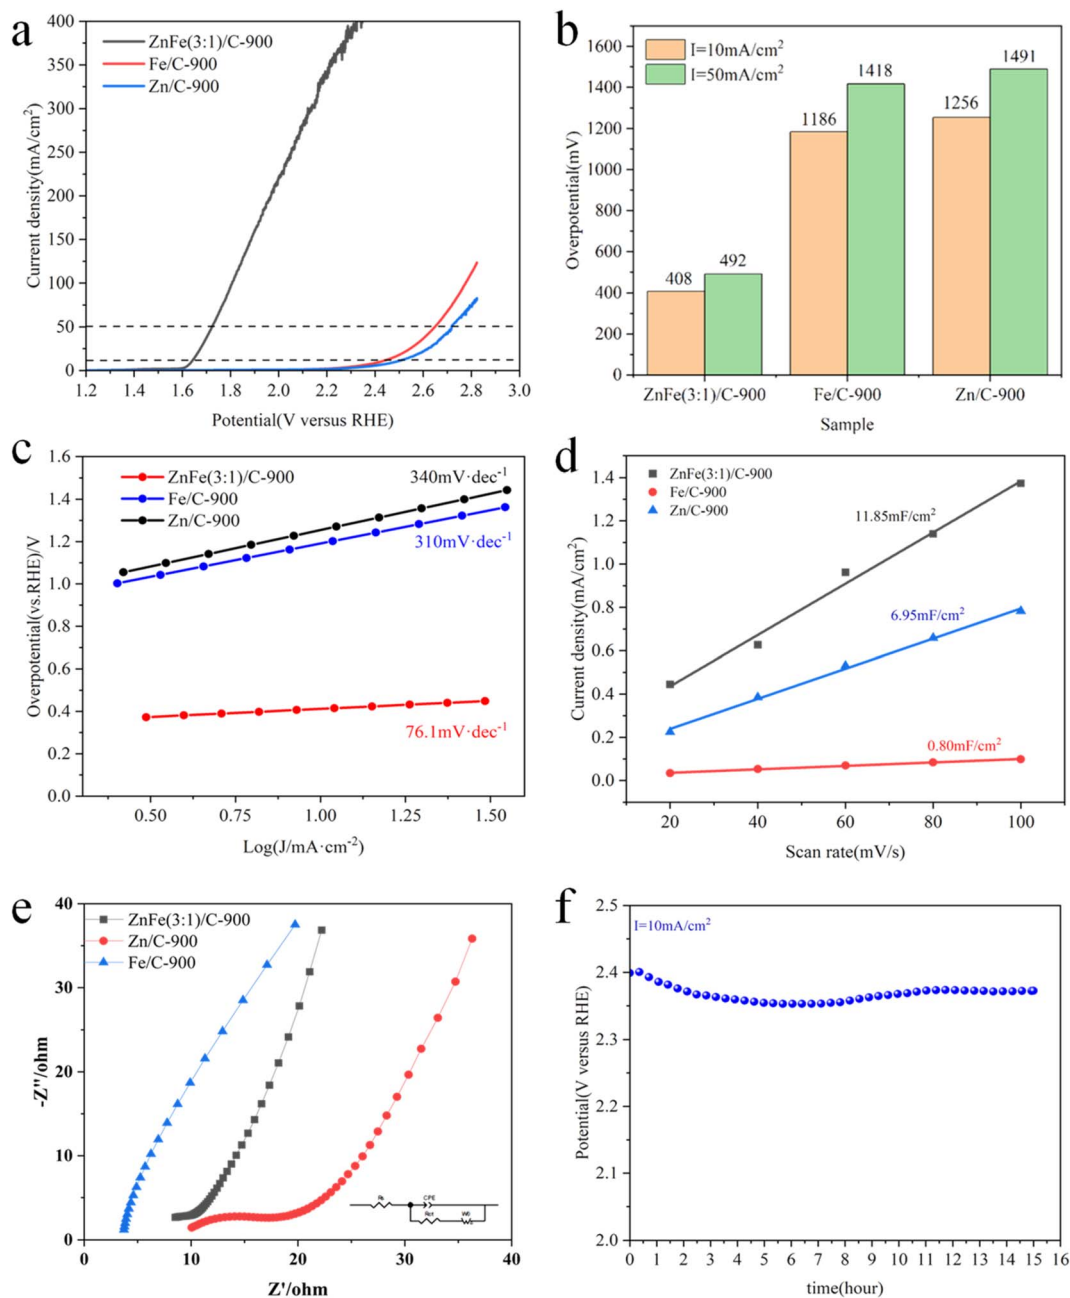 a
400
350
300
250
200
150
100
50
0
Current density(mA/cm²)
ZnFe(3:1)/C-900
Fe/C-900
Zn/C-900
1.2 1.4 1.6 1.8 2.0 2.2 2.4 2.6 2.8 3.0
Potential(V versus RHE)
b
1600
1400
1200
1000
800
600
400
200
0
Overpotential(mV)
I=10mA/cm²
I=50mA/cm²
408 492 1186 1418 1256 1491
ZnFe(3:1)/C-900 Fe/C-900 Zn/C-900
Sample
c
1.6
1.4
1.2
1.0
0.8
0.6
0.4
0.2
0.0
Overpotential(vs.RHE)/V
ZnFe(3:1)/C-900
Fe/C-900
Zn/C-900
340mV·dec⁻¹
310mV·dec⁻¹
76.1mV·dec⁻¹
0.50 0.75 1.00 1.25 1.50
Log(J/mA·cm⁻²)
d
1.4
1.2
1.0
0.8
0.6
0.4
0.2
0.0
Current density(mA/cm²)
ZnFe(3:1)/C-900
Fe/C-900
Zn/C-900
11.85mF/cm²
6.95mF/cm²
0.80mF/cm²
20 40 60 80 100
Scan rate(mV/s)
e
40
30
20
10
0
-Z''/ohm
ZnFe(3:1)/C-900
Zn/C-900
Fe/C-900
Rs CPE
Rct W0
0 10 20 30 40
Z'/ohm
f
2.5
2.4
2.3
2.2
2.1
2.0
Potential(V versus RHE)
I=10mA/cm²
0 1 2 3 4 5 6 7 8 9 10 11 12 13 14 15 16
time(hour)